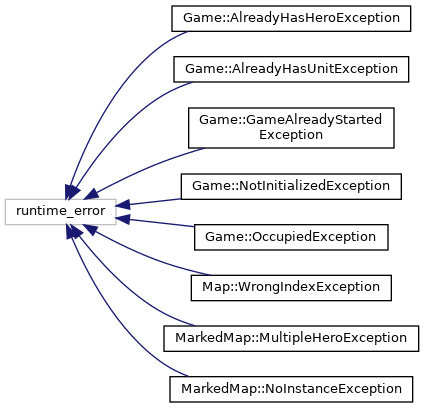 Game::AlreadyHasHeroException
Game::AlreadyHasUnitException
Game::GameAlreadyStarted
Exception
Game::NotInitializedException
runtime_error
Game::OccupiedException
Map::WrongIndexException
MarkedMap::MultipleHeroException
MarkedMap::NoInstanceException